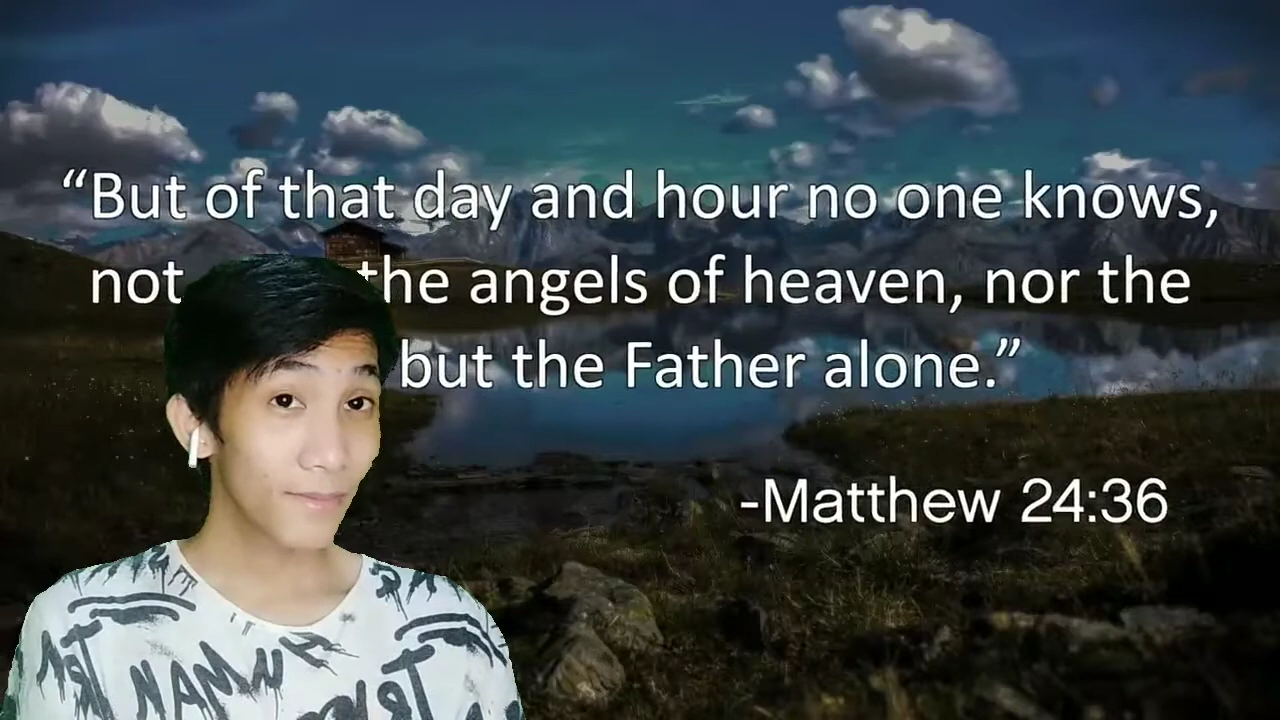 “But of that day and hour no one knows,
not the angels of heaven, nor the
but the Father alone.”
-Matthew 24:36